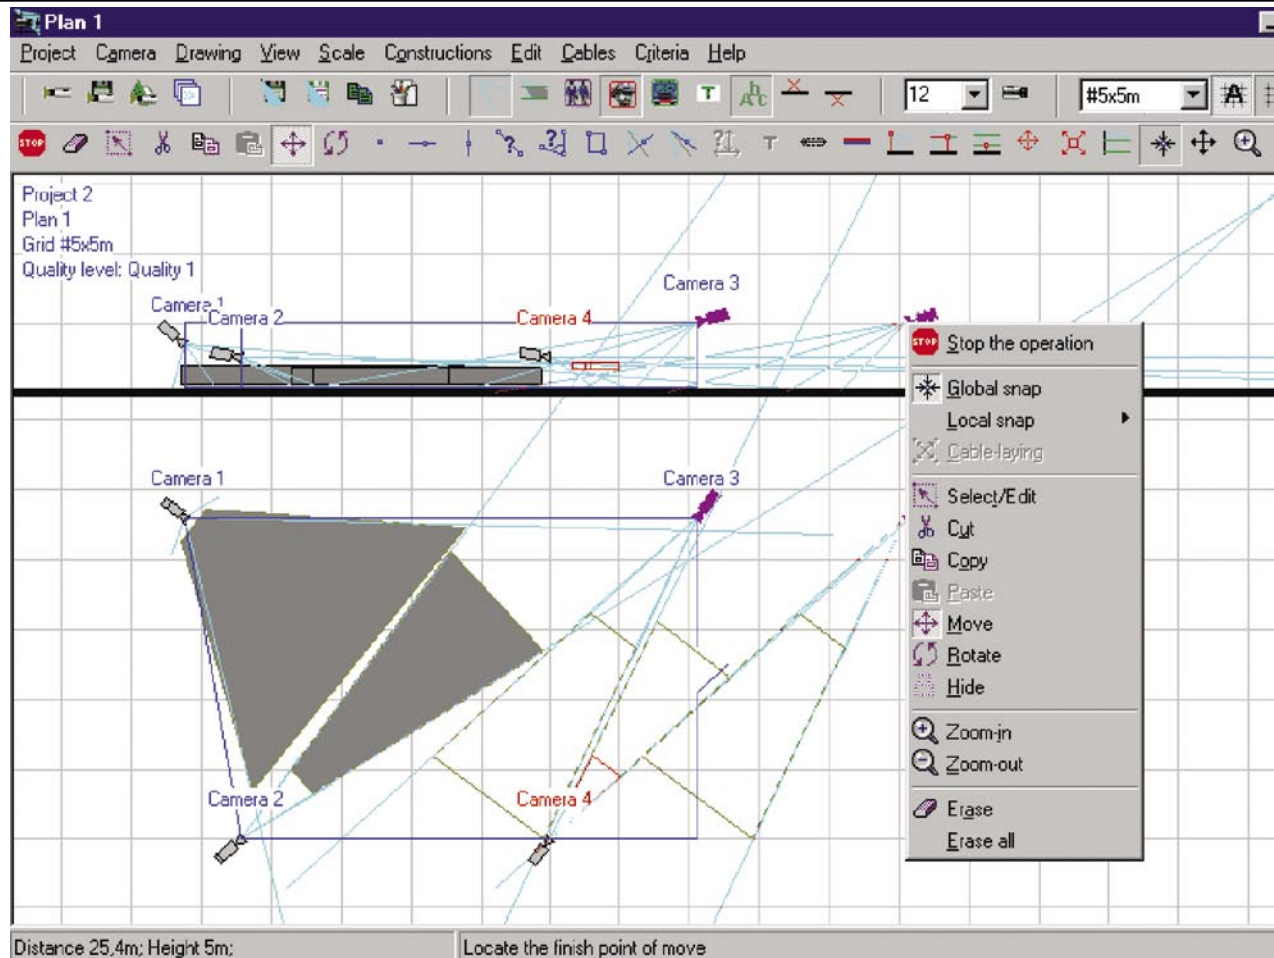 Plan 1
Project Camera Drawing View Scale Constructions Edit Cables Criteria Help
T Abc 12 #5x5m A
STOP ? ? ? T
Project 2
Plan 1
Grid #5x5m
Quality level: Quality 1
Camera 3
Camera 1
Camera 2
Camera 4
STOP Stop the operation
Global snap
Local snap
Cable-laying
Camera 1
Camera 3
Select/Edit
Cut
Copy
Paste
Move
Rotate
Hide
Zoom-in
Zoom-out
Camera 2
Camera 4
Erase
Erase all
Distance 25,4m; Height 5m;
Locate the finish point of move